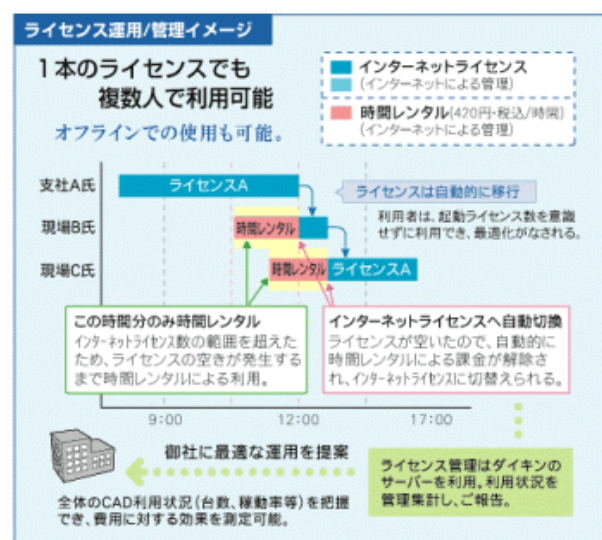 ライセンス運用/管理イメージ
1本のライセンスでも
複数人で利用可能
オフラインでの使用も可能。
インターネットライセンス
(インターネットによる管理)
時間レンタル(420円・税込/時間)
(インターネットによる管理)
支社A氏
ライセンスA
ライセンスは自動的に移行
利用者は、起動ライセンス数を意識
せずに利用でき、最適化がなされる。
現場B氏
時間レンタル
現場C氏
時間レンタル
ライセンスA
この時間分のみ時間レンタル
インターネットライセンス数の範囲を超えた
ため、ライセンスの空きが発生する
まで時間レンタルによる利用。
インターネットライセンスへ自動切換
ライセンスが空いたので、自動的に
時間レンタルによる課金が解除さ
れ、インターネットライセンスに切替えられる。
9:00
12:00
17:00
御社に最適な運用を提案
全体のCAD利用状況(台数、稼動率等)を把握
でき、費用に対する効果を測定可能。
ライセンス管理はダイキンの
サーバーを利用。利用状況を
管理集計し、ご報告。